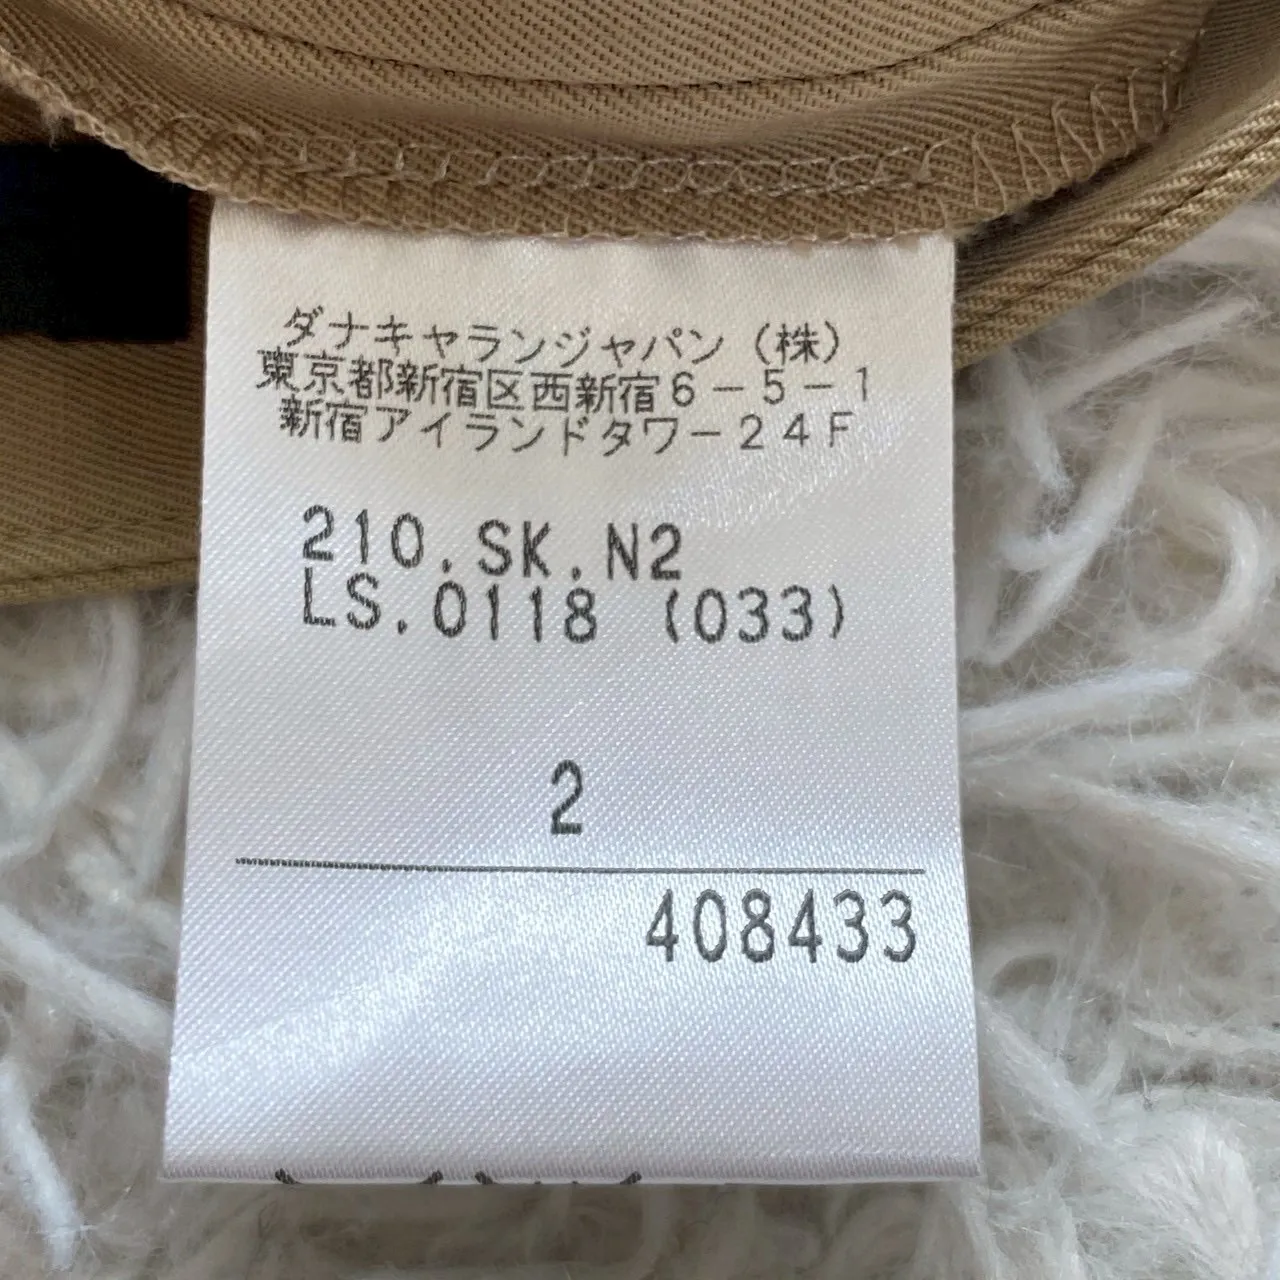 ダナキャランジャパン（株）
東京都新宿区西新宿６－５－１
新宿アイランドタワー２４Ｆ
210.SK.N2
LS.0118 (033)
2
408433